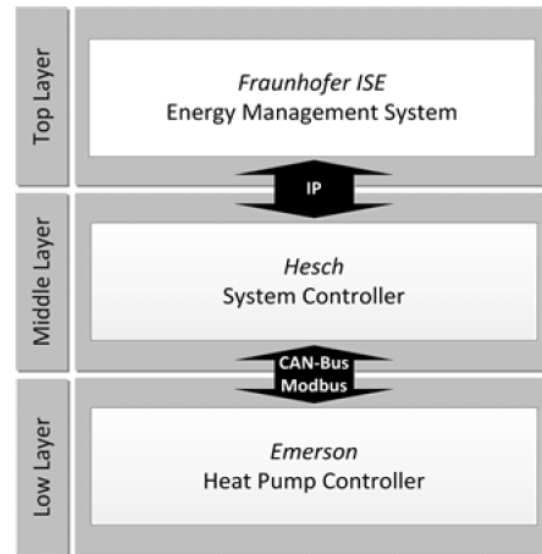 Top Layer
Fraunhofer ISE
Energy Management System
IP
Middle Layer
Hesch
System Controller
CAN-Bus
Modbus
Low Layer
Emerson
Heat Pump Controller